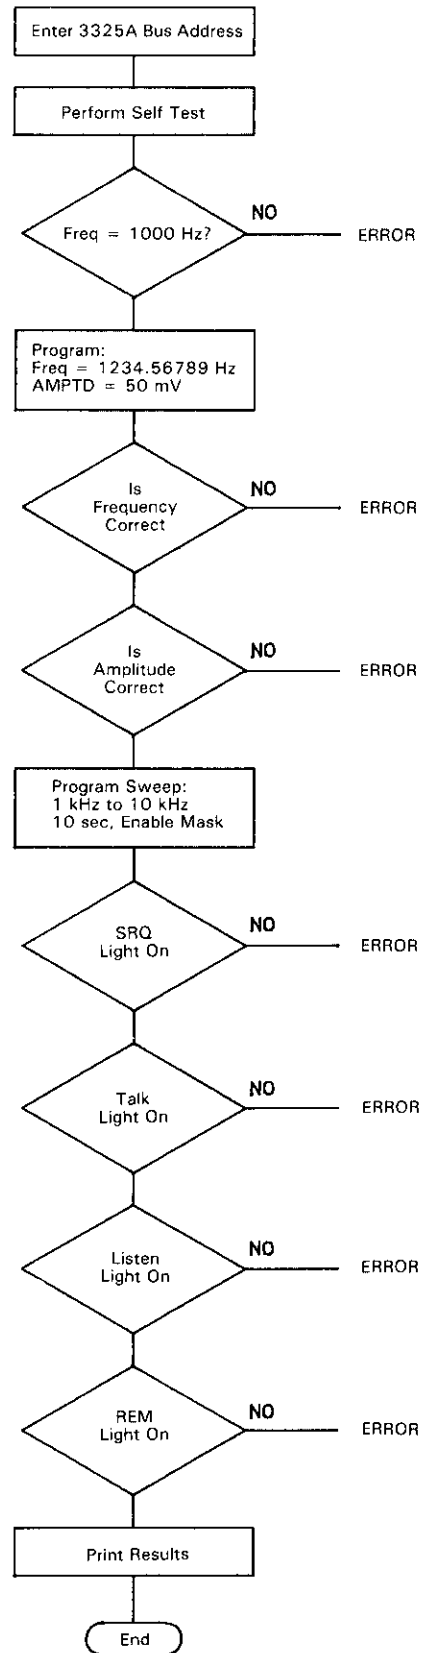 Enter 3325A Bus Address
Perform Self Test
Freq = 1000 Hz?
NO
ERROR
Program:
Freq = 1234.56789 Hz
AMPTD = 50 mV
Is
Frequency
Correct
NO
ERROR
Is
Amplitude
Correct
NO
ERROR
Program Sweep:
1 kHz to 10 kHz
10 sec, Enable Mask
SRQ
Light On
NO
ERROR
Talk
Light On
NO
ERROR
Listen
Light On
NO
ERROR
REM
Light On
NO
ERROR
Print Results
End